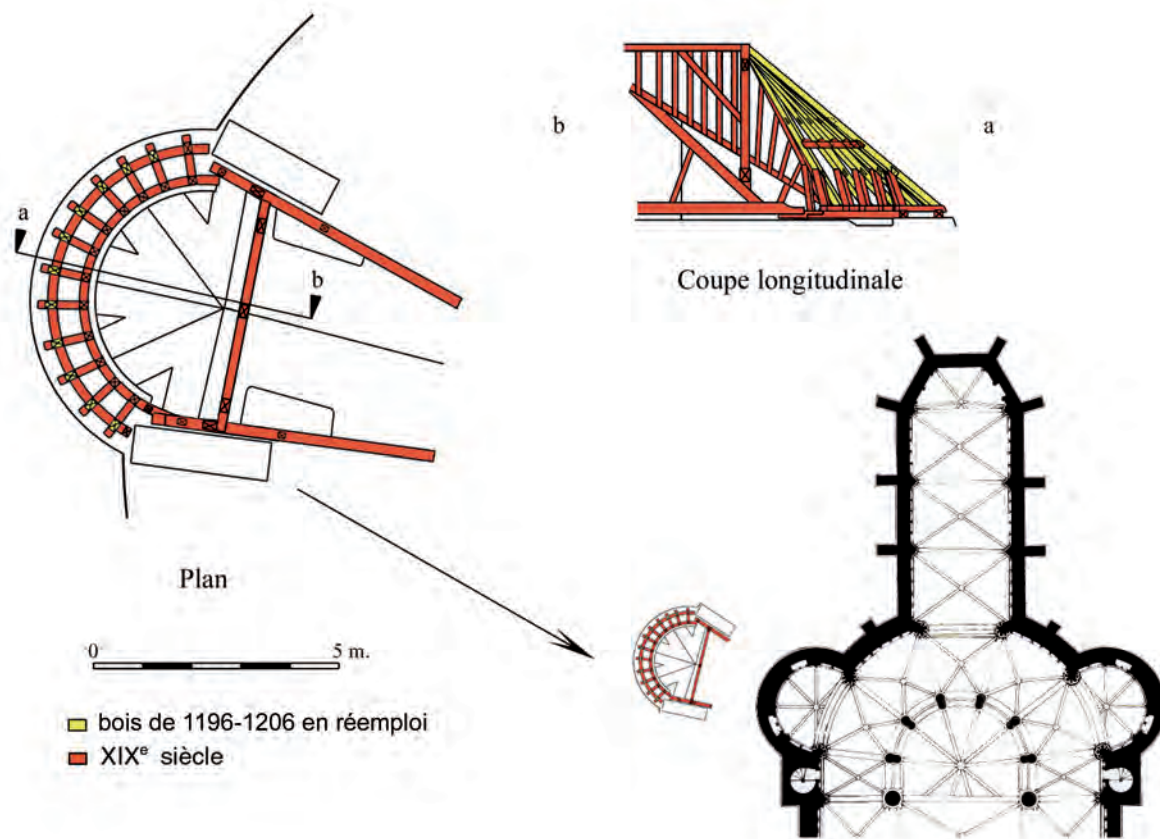 a
b
Plan
0 5 m.
bois de 1196-1206 en réemploi
XIXe siècle
b
a
Coupe longitudinale